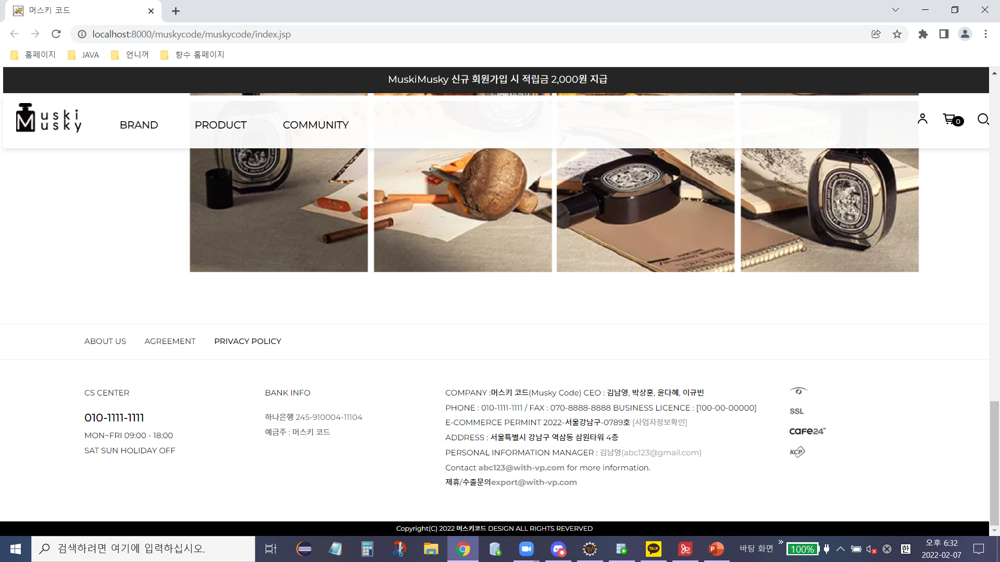 머스키 코드
localhost:8000/muskycode/muskycode/index.jsp
홈페이지 JAVA 언니꺼 향수 홈페이지
MuskiMusky 신규 회원가입 시 적립금 2,000원 지급
Muski
Musky
BRAND PRODUCT COMMUNITY
0
ABOUT US AGREEMENT PRIVACY POLICY
CS CENTER
010-1111-1111
MON~FRI 09:00 - 18:00
SAT SUN HOLIDAY OFF
BANK INFO
하나은행 245-910004-11104
예금주 : 머스키 코드
COMPANY :머스키 코드(Musky Code) CEO : 김남영, 박상훈, 윤다혜, 이규빈
PHONE : 010-1111-1111 / FAX : 070-8888-8888 BUSINESS LICENCE : [100-00-00000]
E-COMMERCE PERMINT 2022-서울강남구-0789호 [사업자정보확인]
ADDRESS : 서울특별시 강남구 역삼동 삼원타워 4층
PERSONAL INFORMATION MANAGER : 김남영(abc123@gmail.com)
Contact abc123@with-vp.com for more information.
제휴/수출문의export@with-vp.com
SSL
CAFE24
KCP
Copyright(C) 2022 머스키코드 DESIGN ALL RIGHTS REVERVED
검색하려면 여기에 입력하십시오.
TALK
바탕 화면
100%
한
오후 6:32
2022-02-07